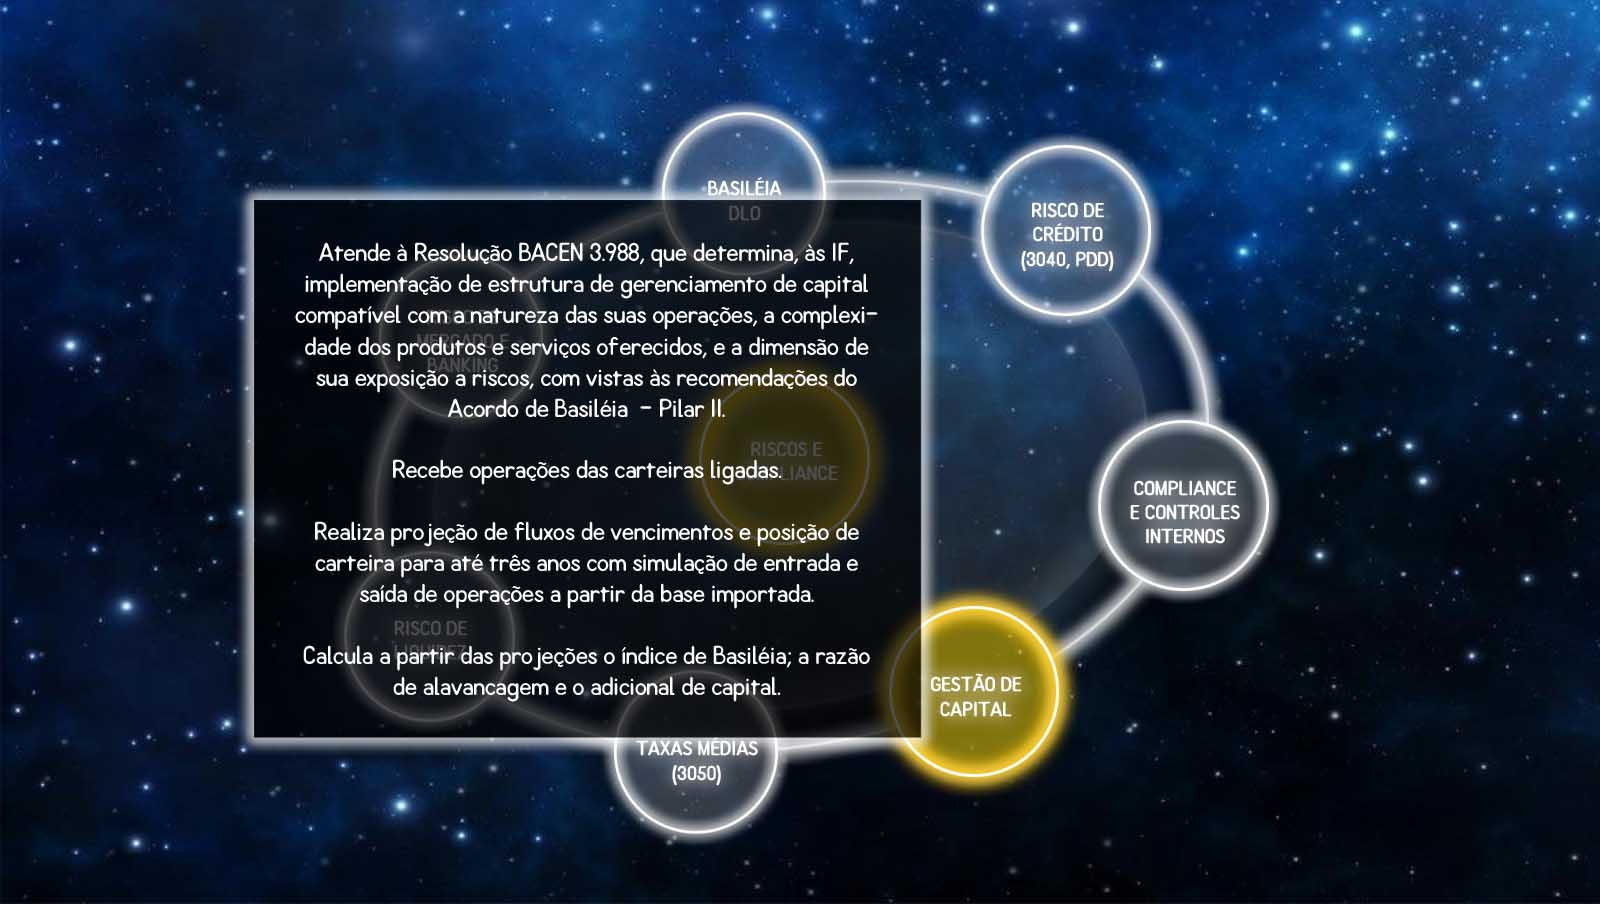 BASILÉIA
DLO
RISCO DE
CRÉDITO
(3040, PDD)
Atende à Resolução BACEN 3.988, que determina, às IF,
implementação de estrutura de gerenciamento de capital
compatível com a natureza das suas operações, a complexi-
dade dos produtos e serviços oferecidos, e a dimensão de
sua exposição a riscos, com vistas às recomendações do
Acordo de Basiléia - Pilar II.
Recebe operações das carteiras ligadas.
Realiza projeção de fluxos de vencimentos e posição de
carteira para até três anos com simulação de entrada e
saída de operações a partir da base importada.
Calcula a partir das projeções o índice de Basiléia; a razão
de alavancagem e o adicional de capital.
MERCADO E
BANKING
RISCOS E
RISCO DE
COMPLIANCE
E CONTROLES
INTERNOS
GESTÃO DE
CAPITAL
TAXAS MÉDIAS
(3050)